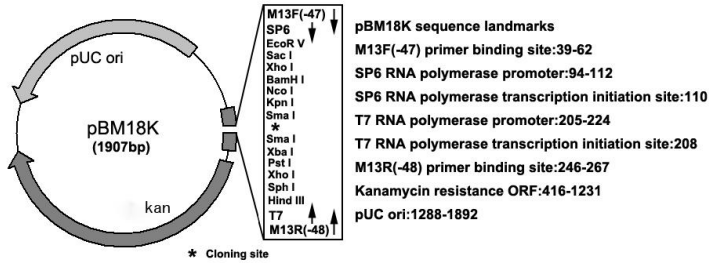 pUC ori
pBM18K
(1907bp)
kan
M13F(-47)
SP6
EcoR V
Sac I
Xho I
BamH I
Nco I
Kpn I
Sma I
*
Sma I
Xba I
Pst I
Xho I
Sph I
Hind III
T7
M13R(-48)
* Cloning site
pBM18K sequence landmarks
M13F(-47) primer binding site:39-62
SP6 RNA polymerase promoter:94-112
SP6 RNA polymerase transcription initiation site:110
T7 RNA polymerase promoter:205-224
T7 RNA polymerase transcription initiation site:208
M13R(-48) primer binding site:246-267
Kanamycin resistance ORF:416-1231
pUC ori:1288-1892